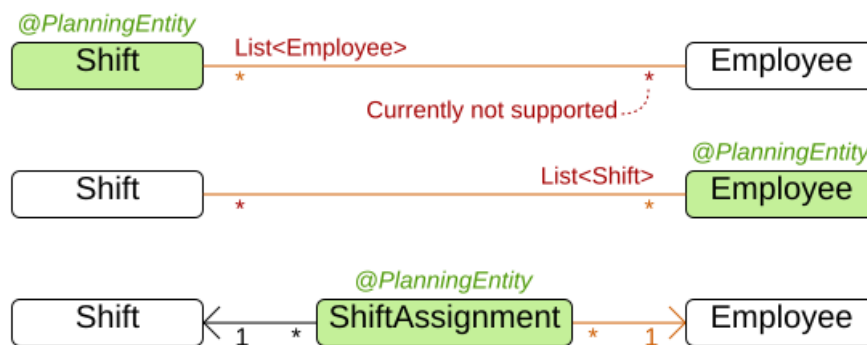 @PlanningEntity
List<Employee>
Shift
Employee
* *
Currently not supported
@PlanningEntity
List<Shift>
Shift
Employee
* *
@PlanningEntity
Shift
ShiftAssignment
Employee
1 * * 1